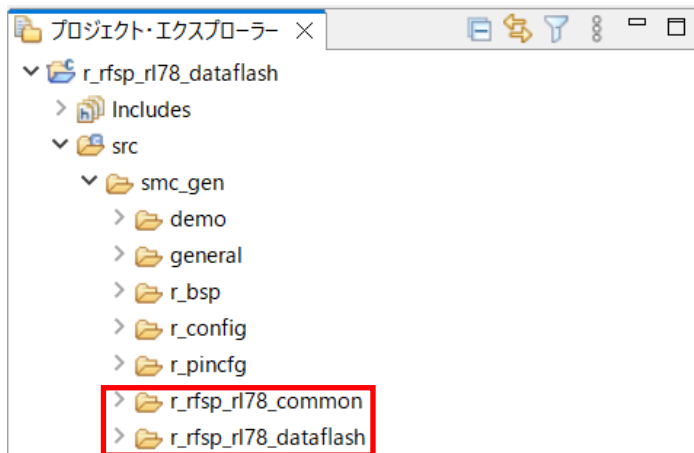 プロジェクト・エクスプローラー
r_rfsp_rl78_dataflash
Includes
src
smc_gen
demo
general
r_bsp
r_config
r_pincfg
r_rfsp_rl78_common
r_rfsp_rl78_dataflash